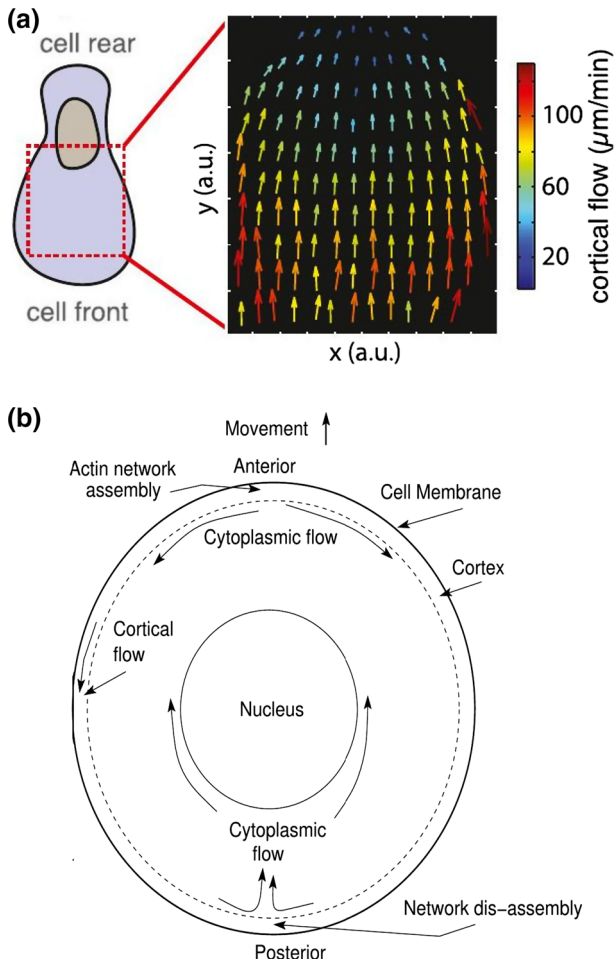 (a)
cell rear
cell front
y (a.u.)
x (a.u.)
100
60
20
cortical flow (μm/min)
(b)
Movement
Anterior
Actin network
assembly
Cell Membrane
Cytoplasmic flow
Cortex
Cortical
flow
Nucleus
Cytoplasmic
flow
Network dis-assembly
Posterior